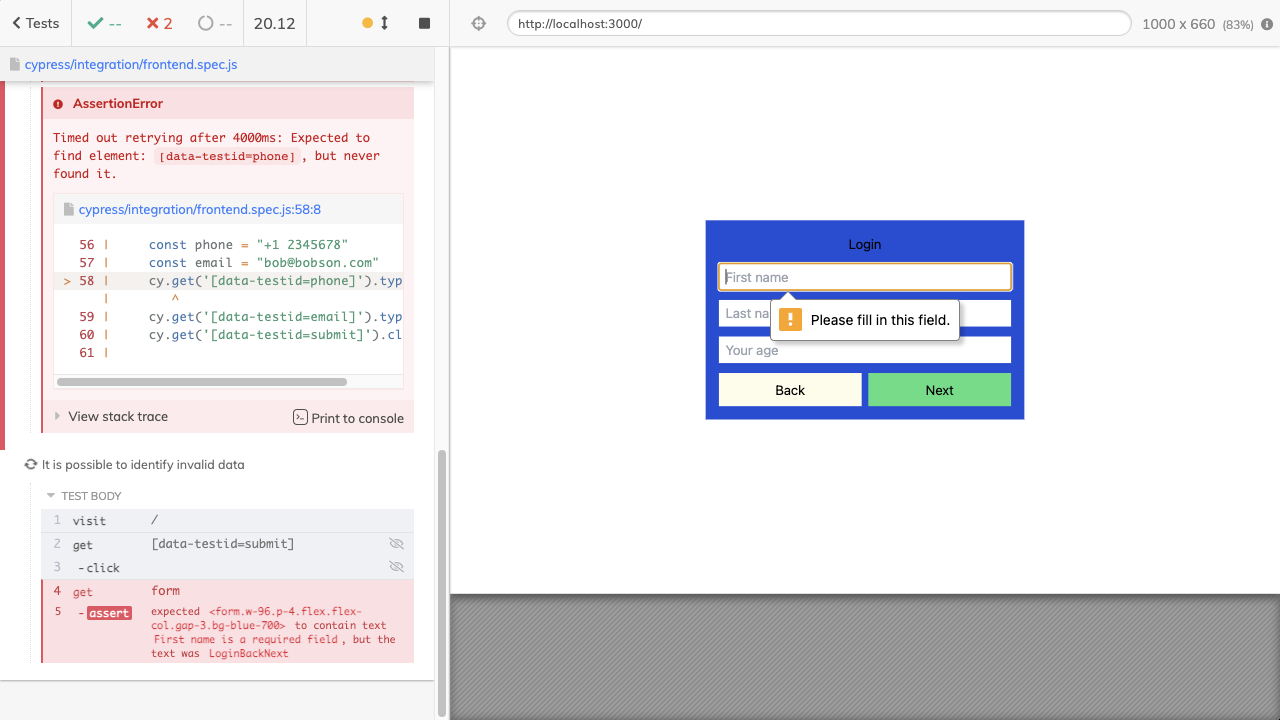 Tests
--
2
--
20.12
http://localhost:3000/
1000 x 660 (83%)
cypress/integration/frontend.spec.js
AssertionError
Timed out retrying after 4000ms: Expected to
find element: [data-testid=phone], but never
found it.
cypress/integration/frontend.spec.js:58:8
56 | const phone = "+1 2345678"
57 | const email = "bob@bobson.com"
> 58 | cy.get('[data-testid=phone]').typ
| ^
59 | cy.get('[data-testid=email]').typ
60 | cy.get('[data-testid=submit]').cl
61 |
View stack trace
Print to console
It is possible to identify invalid data
TEST BODY
1 visit /
2 get [data-testid=submit]
3 -click
4 get form
5 -assert expected <form.w-96.p-4.flex.flex-
col.gap-3.bg-blue-700> to contain text
First name is a required field, but the
text was LoginBackNext
Login
First name
Last na
Please fill in this field.
Your age
Back
Next